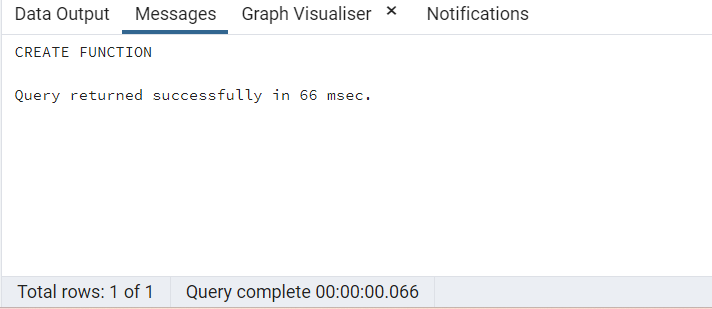 Data Output Messages Graph Visualiser × Notifications
CREATE FUNCTION
Query returned successfully in 66 msec.
Total rows: 1 of 1 Query complete 00:00:00.066